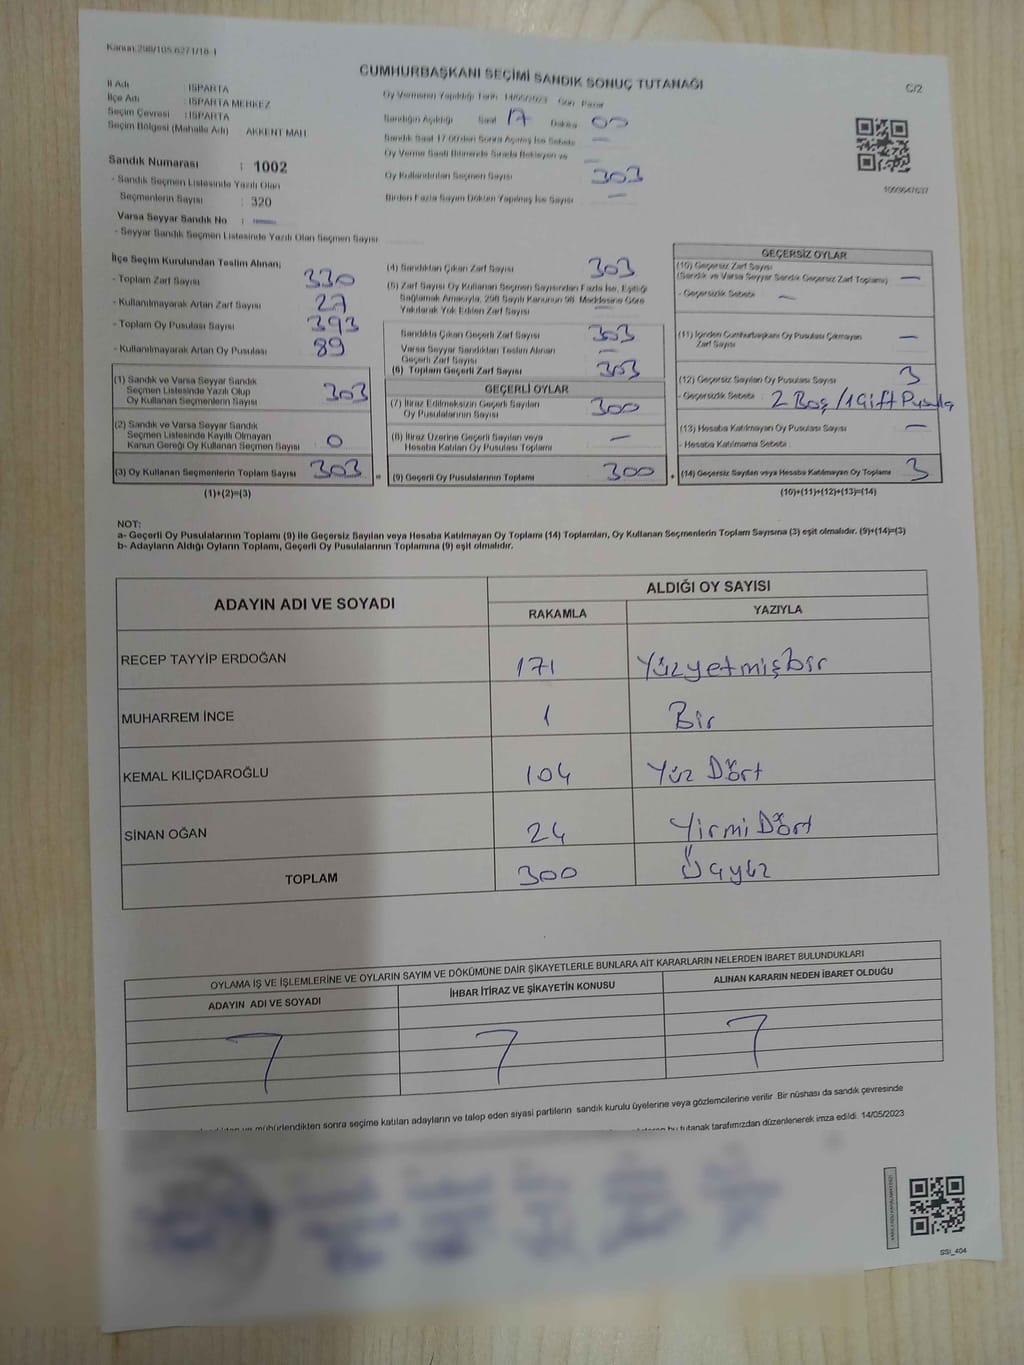 Kanun:298/105.6271/18-1
CUMHURBAŞKANI SEÇİMİ SANDIK SONUÇ TUTANAĞI
C/2
İl Adı : ISPARTA
İlçe Adı : ISPARTA MERKEZ
Seçim Çevresi : ISPARTA
Seçim Bölgesi (Mahalle Adı) AKKENT MAH.
Sandık Numarası : 1002
- Sandık Seçmen Listesinde Yazılı Olan
Seçmenlerin Sayısı : 320
Varsa Seyyar Sandık No : —
- Seyyar Sandık Seçmen Listesinde Yazılı Olan Seçmen Sayısı
Oy Vermenin Yapıldığı Tarih 14/05/2023 Gün Pazar
Sandığın Açıldığı Saat 17 Dakika 00
Sandık Saat 17.00'den Sonra Açılmış İse Sebebi —
Oy Verme Saati Bitiminde Sırada Bekleyen ve
Oy Kullandırılan Seçmen Sayısı 303
Birden Fazla Sayım Döküm Yapılmış İse Sayısı —
1009647637
İlçe Seçim Kurulundan Teslim Alınan;
- Toplam Zarf Sayısı 330
- Kullanılmayarak Artan Zarf Sayısı 27
- Toplam Oy Pusulası Sayısı 393
- Kullanılmayarak Artan Oy Pusulası 89
(1) Sandık ve Varsa Seyyar Sandık
Seçmen Listesinde Yazılı Olup
Oy Kullanan Seçmenlerin Sayısı 303
(2) Sandık ve Varsa Seyyar Sandık
Seçmen Listesinde Kayıtlı Olmayan
Kanun Gereği Oy Kullanan Seçmen Sayısı 0
(3) Oy Kullanan Seçmenlerin Toplam Sayısı 303 =
(1)+(2)=(3)
(4) Sandıktan Çıkan Zarf Sayısı 303
(5) Zarf Sayısı Oy Kullanan Seçmen Sayısından Fazla İse, Eşitliği
Sağlamak Amacıyla, 298 Sayılı Kanunun 98. Maddesine Göre
Yakılarak Yok Edilen Zarf Sayısı —
Sandıkta Çıkan Geçerli Zarf Sayısı 303
Varsa Seyyar Sandıktan Teslim Alınan
Geçerli Zarf Sayısı —
(6) Toplam Geçerli Zarf Sayısı 303
GEÇERLİ OYLAR
(7) İtiraz Edilmeksizin Geçerli Sayılan
Oy Pusulalarının Sayısı 300
(8) İtiraz Üzerine Geçerli Sayılan veya
Hesaba Katılan Oy Pusulası Toplamı —
(9) Geçerli Oy Pusulalarının Toplamı 300 +
GEÇERSİZ OYLAR
(10) Geçersiz Zarf Sayısı
(Sandık ve Varsa Seyyar Sandık Geçersiz Zarf Toplamı) —
- Geçersizlik Sebebi : —
(11) İçinden Cumhurbaşkanı Oy Pusulası Çıkmayan
Zarf Sayısı —
(12) Geçersiz Sayılan Oy Pusulası Sayısı 3
- Geçersizlik Sebebi : 2 Boş / 1 Çift Pusula
(13) Hesaba Katılmayan Oy Pusulası Sayısı —
- Hesaba Katılmama Sebebi :
(14) Geçersiz Sayılan veya Hesaba Katılmayan Oy Toplamı 3
(10)+(11)+(12)+(13)=(14)
NOT:
a- Geçerli Oy Pusulalarının Toplamı (9) ile Geçersiz Sayılan veya Hesaba Katılmayan Oy Toplamı (14) Toplamları, Oy Kullanan Seçmenlerin Toplam Sayısına (3) eşit olmalıdır. (9)+(14)=(3)
b- Adayların Aldığı Oyların Toplamı, Geçerli Oy Pusulalarının Toplamına (9) eşit olmalıdır.
ADAYIN ADI VE SOYADI ALDIĞI OY SAYISI
RAKAMLA YAZIYLA
RECEP TAYYİP ERDOĞAN 171 Yüzyetmişbir
MUHARREM İNCE 1 Bir
KEMAL KILIÇDAROĞLU 104 Yüz Dört
SİNAN OĞAN 24 Yirmi Dört
TOPLAM 300 Üçyüz
OYLAMA İŞ VE İŞLEMLERİNE VE OYLARIN SAYIM VE DÖKÜMÜNE DAİR ŞİKAYETLERLE BUNLARA AİT KARARLARIN NELERDEN İBARET BULUNDUKLARI
ADAYIN ADI VE SOYADI İHBAR İTİRAZ VE ŞİKAYETİN KONUSU ALINAN KARARIN NEDEN İBARET OLDUĞU
ve mühürlendikten sonra seçime katılan adayların ve talep eden siyasi partilerin sandık kurulu üyelerine veya gözlemcilerine verilir. Bir nüshası da sandık çevresinde
bu tutanak tarafımızdan düzenlenerek imza edildi. 14/05/2023
SSI_404